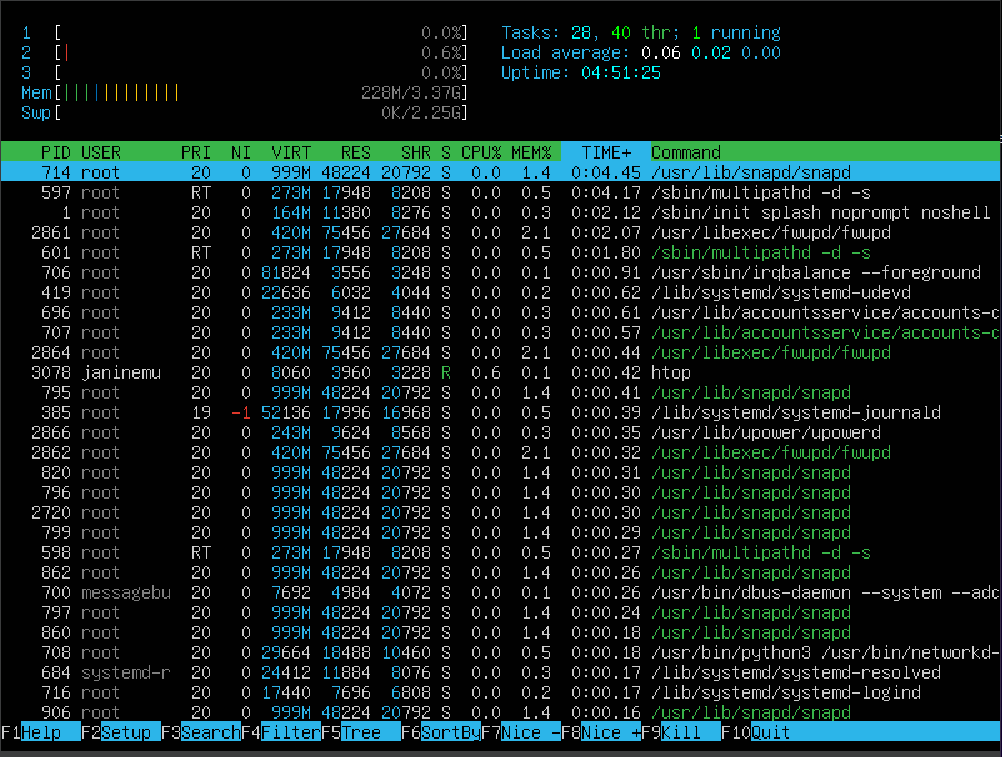 1 [ 0.0%] Tasks: 28, 40 thr; 1 running
2 [| 0.6%] Load average: 0.06 0.02 0.00
3 [ 0.0%] Uptime: 04:51:25
Mem[||||||||||||| 228M/3.37G]
Swp[ 0K/2.25G]
PID USER PRI NI VIRT RES SHR S CPU% MEM% TIME+ Command
714 root 20 0 999M 48224 20792 S 0.0 1.4 0:04.45 /usr/lib/snapd/snapd
597 root RT 0 273M 17948 8208 S 0.0 0.5 0:04.17 /sbin/multipathd -d -s
1 root 20 0 164M 11380 8276 S 0.0 0.3 0:02.12 /sbin/init splash noprompt noshell
2861 root 20 0 420M 75456 27684 S 0.0 2.1 0:02.07 /usr/libexec/fwupd/fwupd
601 root RT 0 273M 17948 8208 S 0.0 0.5 0:01.80 /sbin/multipathd -d -s
706 root 20 0 81824 3556 3248 S 0.0 0.1 0:00.91 /usr/sbin/irqbalance --foreground
419 root 20 0 22636 6032 4044 S 0.0 0.2 0:00.62 /lib/systemd/systemd-udevd
696 root 20 0 233M 9412 8440 S 0.0 0.3 0:00.61 /usr/lib/accountsservice/accounts-d
707 root 20 0 233M 9412 8440 S 0.0 0.3 0:00.57 /usr/lib/accountsservice/accounts-d
2864 root 20 0 420M 75456 27684 S 0.0 2.1 0:00.44 /usr/libexec/fwupd/fwupd
3078 janinemu 20 0 8060 3960 3228 R 0.6 0.1 0:00.42 htop
795 root 20 0 999M 48224 20792 S 0.0 1.4 0:00.41 /usr/lib/snapd/snapd
385 root 19 -1 52136 17996 16968 S 0.0 0.5 0:00.39 /lib/systemd/systemd-journald
2866 root 20 0 243M 9624 8568 S 0.0 0.3 0:00.35 /usr/lib/upower/upowerd
2862 root 20 0 420M 75456 27684 S 0.0 2.1 0:00.32 /usr/libexec/fwupd/fwupd
820 root 20 0 999M 48224 20792 S 0.0 1.4 0:00.31 /usr/lib/snapd/snapd
796 root 20 0 999M 48224 20792 S 0.0 1.4 0:00.30 /usr/lib/snapd/snapd
2720 root 20 0 999M 48224 20792 S 0.0 1.4 0:00.30 /usr/lib/snapd/snapd
799 root 20 0 999M 48224 20792 S 0.0 1.4 0:00.29 /usr/lib/snapd/snapd
598 root RT 0 273M 17948 8208 S 0.0 0.5 0:00.27 /sbin/multipathd -d -s
862 root 20 0 999M 48224 20792 S 0.0 1.4 0:00.26 /usr/lib/snapd/snapd
700 messagebu 20 0 7692 4984 4072 S 0.0 0.1 0:00.26 /usr/bin/dbus-daemon --system --add
797 root 20 0 999M 48224 20792 S 0.0 1.4 0:00.24 /usr/lib/snapd/snapd
860 root 20 0 999M 48224 20792 S 0.0 1.4 0:00.18 /usr/lib/snapd/snapd
708 root 20 0 29664 18488 10460 S 0.0 0.5 0:00.18 /usr/bin/python3 /usr/bin/networkd-
684 systemd-r 20 0 24412 11884 8076 S 0.0 0.3 0:00.17 /lib/systemd/systemd-resolved
716 root 20 0 17440 7696 6808 S 0.0 0.2 0:00.17 /lib/systemd/systemd-logind
906 root 20 0 999M 48224 20792 S 0.0 1.4 0:00.16 /usr/lib/snapd/snapd
F1Help F2Setup F3SearchF4FilterF5Tree F6SortByF7Nice -F8Nice +F9Kill F10Quit